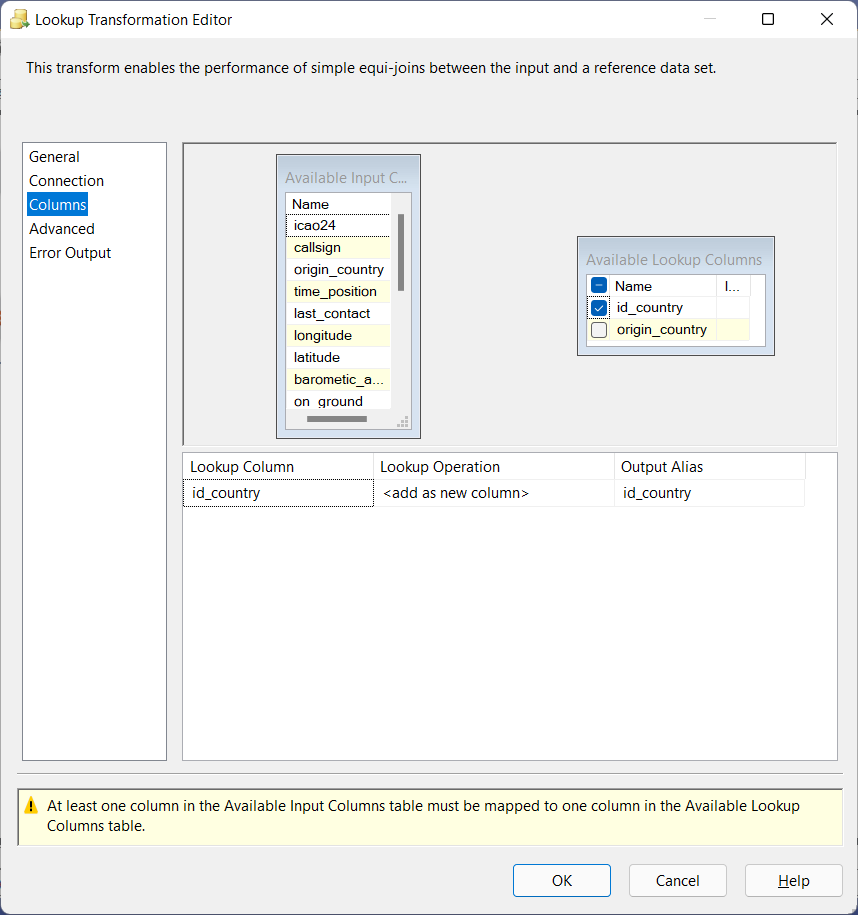 Lookup Transformation Editor
This transform enables the performance of simple equi-joins between the input and a reference data set.
General
Connection
Columns
Advanced
Error Output
Available Input C...
Name
icao24
callsign
origin_country
time_position
last_contact
longitude
latitude
barometic_a...
on_ground
Available Lookup Columns
Name I...
id_country
origin_country
Lookup Column Lookup Operation Output Alias
id_country <add as new column> id_country
At least one column in the Available Input Columns table must be mapped to one column in the Available Lookup
Columns table.
OK Cancel Help